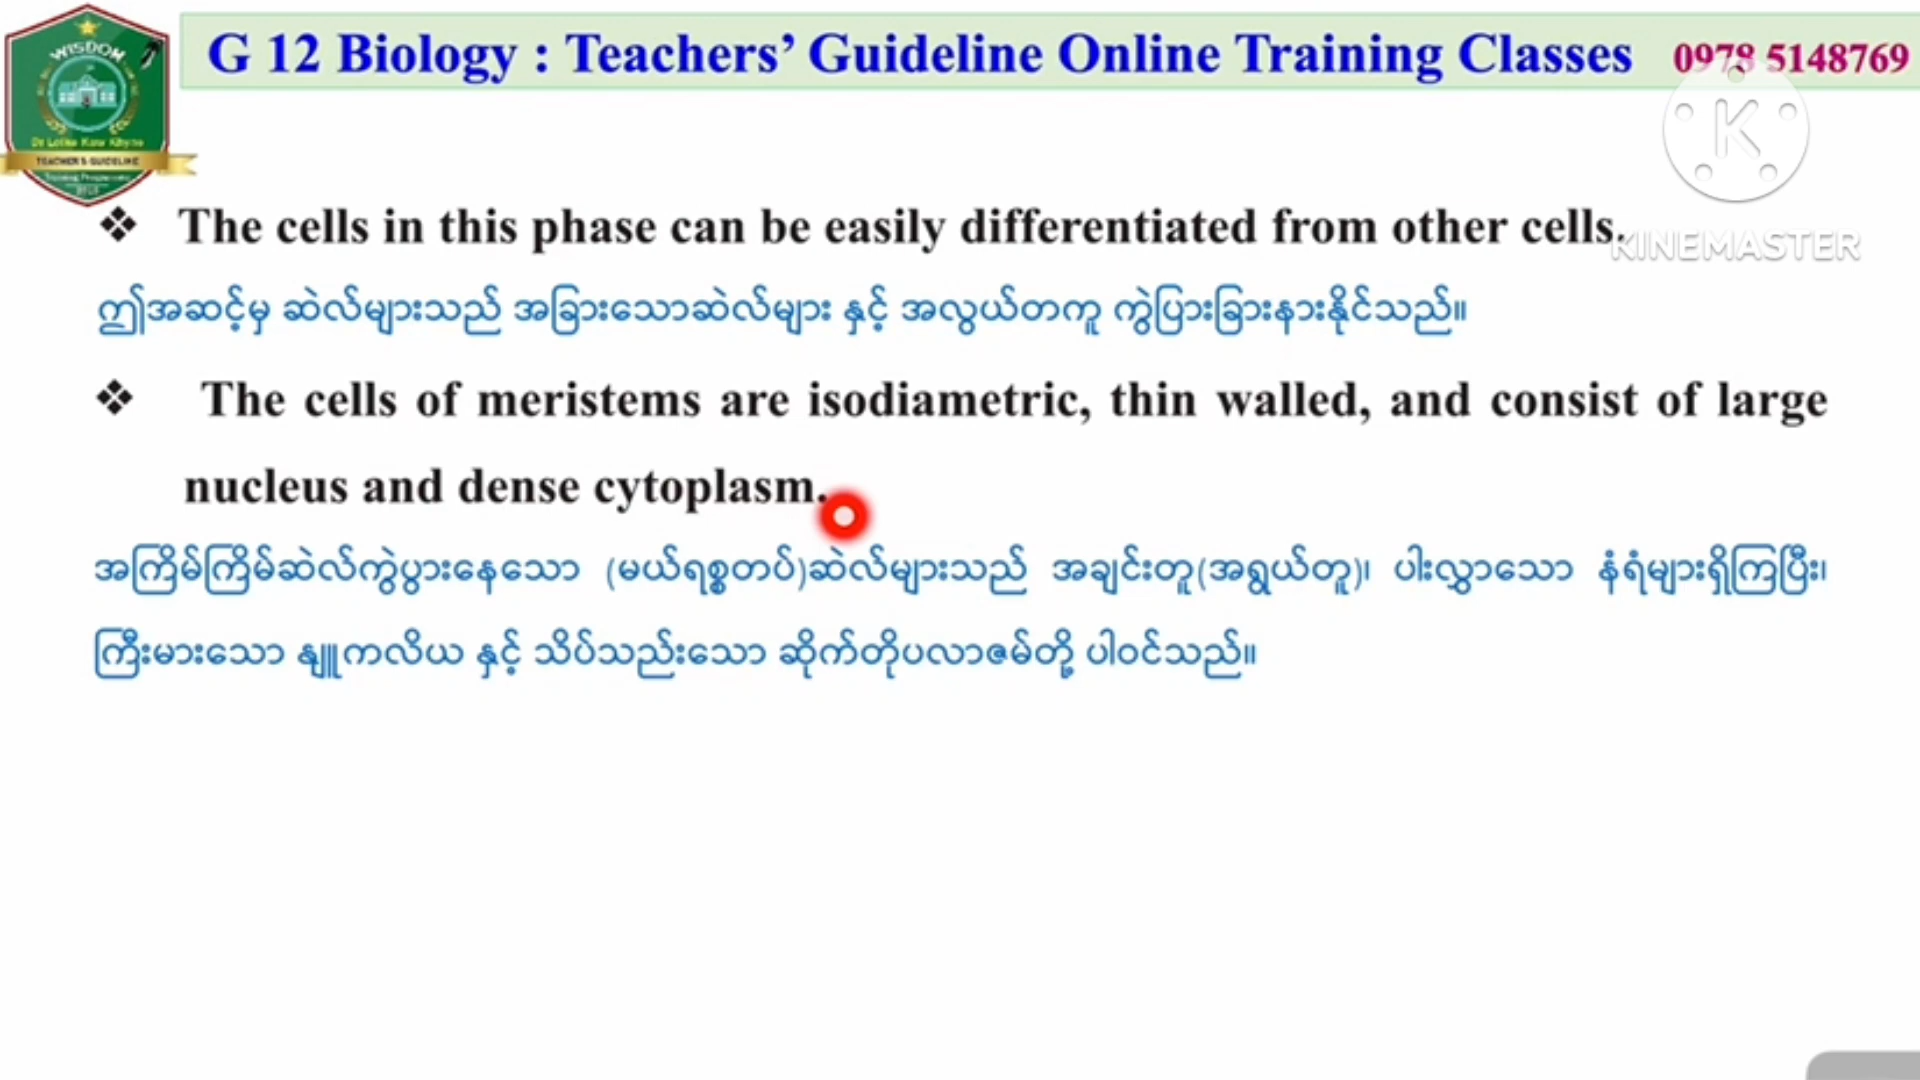 WISDOM
TEACHER'S GUIDELINE
G 12 Biology : Teachers’ Guideline Online Training Classes 0978 5148769
KINEMASTER
❖ The cells in this phase can be easily differentiated from other cells.
ဤအဆင့်မှ ဆဲလ်များသည် အခြားသောဆဲလ်များ နှင့် အလွယ်တကူ ကွဲပြားခြားနားနိုင်သည်။
❖ The cells of meristems are isodiametric, thin walled, and consist of large
nucleus and dense cytoplasm.
အကြိမ်ကြိမ်ဆဲလ်ကွဲပွားနေသော (မယ်ရစ္စတပ်)ဆဲလ်များသည် အချင်းတူ(အရွယ်တူ)၊ ပါးလွှာသော နံရံများရှိကြပြီး၊
ကြီးမားသော နျူကလိယ နှင့် သိပ်သည်းသော ဆိုက်တိုပလာဇမ်တို့ ပါဝင်သည်။